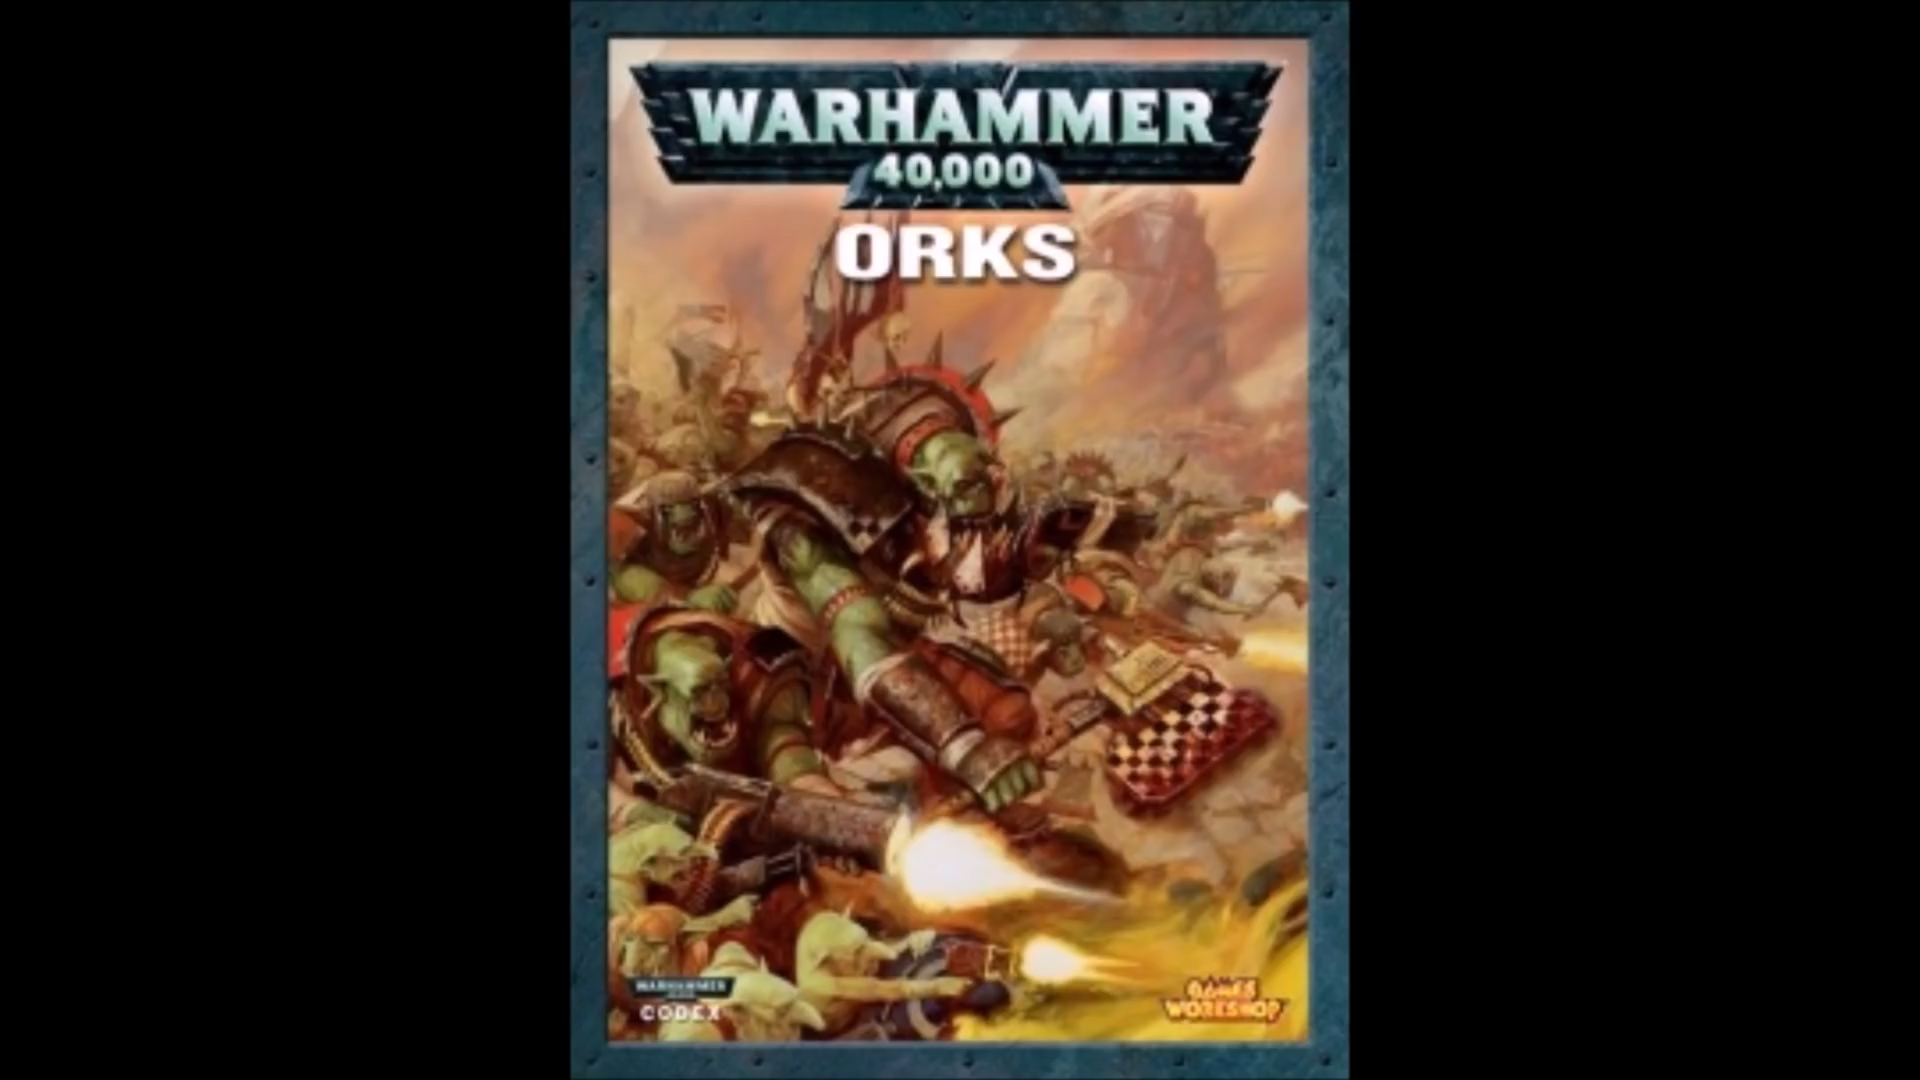 WARHAMMER
40,000
ORKS
WARHAMMER
CODEX
GAMES
WORKSHOP